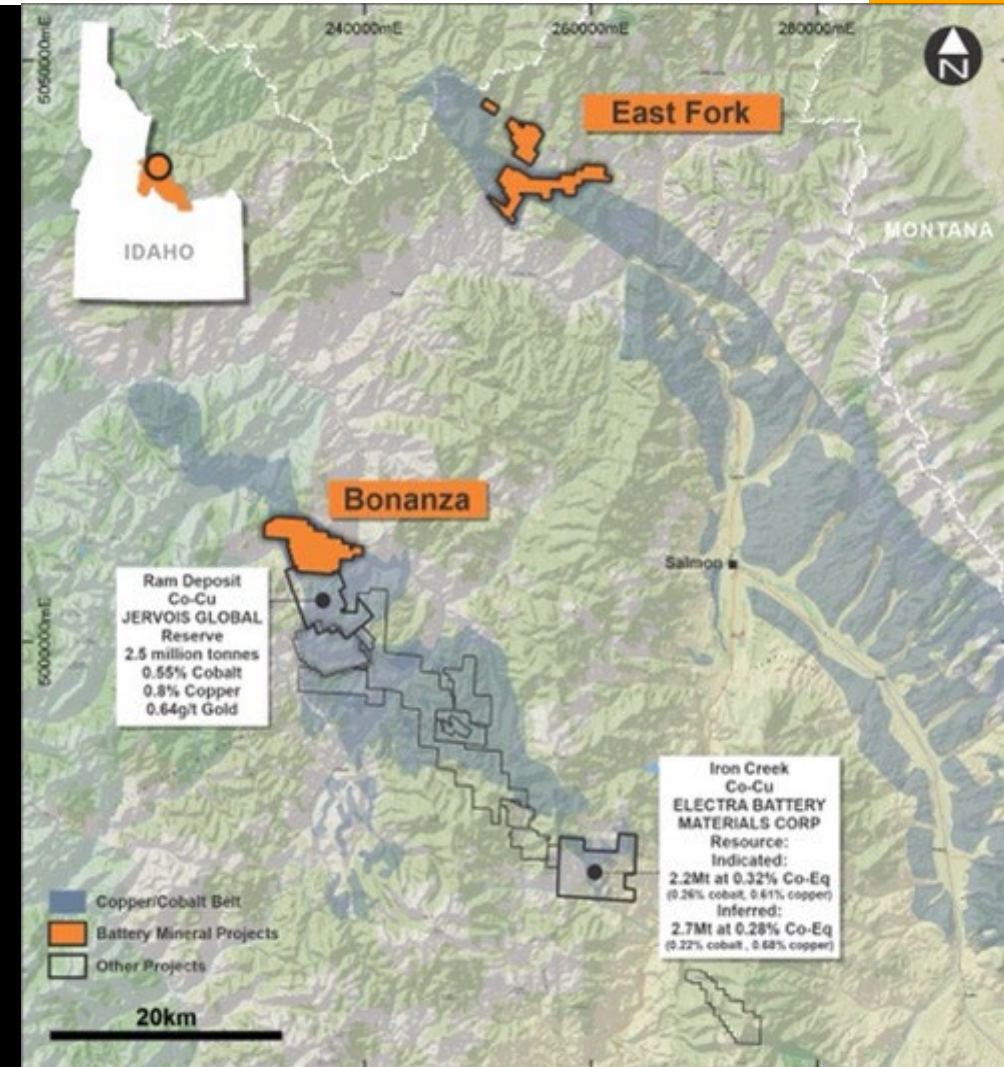 240000mE
260000mE
280000mE
5050000mE
N
East Fork
IDAHO
MONTANA
Bonanza
Salmon
5000000mE
Ram Deposit
Co-Cu
JERVOIS GLOBAL
Reserve
2.5 million tonnes
0.55% Cobalt
0.8% Copper
0.64g/t Gold
Iron Creek
Co-Cu
ELECTRA BATTERY
MATERIALS CORP
Resource:
Indicated:
2.2Mt at 0.32% Co-Eq
(0.26% cobalt, 0.61% copper)
Inferred:
2.7Mt at 0.28% Co-Eq
(0.22% cobalt , 0.68% copper)
Copper/Cobalt Belt
Battery Mineral Projects
Other Projects
20km